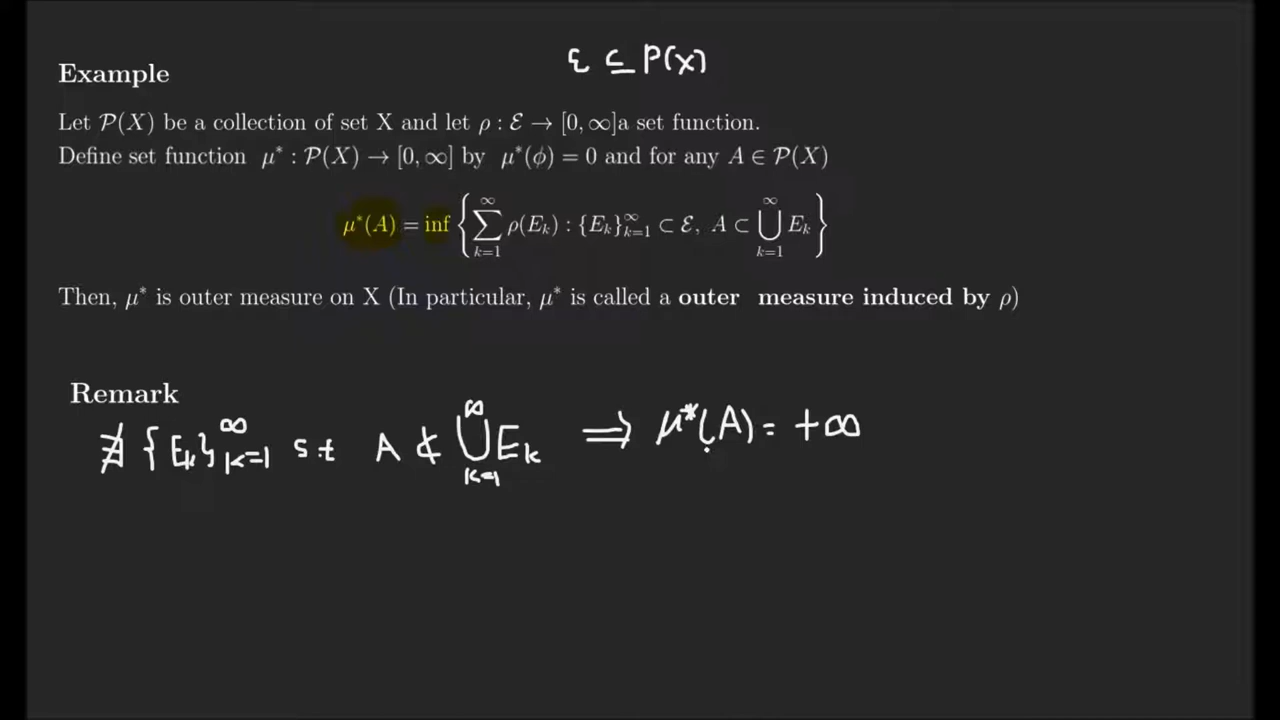 ℰ ⊆ P(X)
Example
Let 𝒫(X) be a collection of set X and let ρ : ℰ → [0, ∞]a set function.
Define set function μ* : 𝒫(X) → [0, ∞] by μ*(ϕ) = 0 and for any A ∈ 𝒫(X)
μ*(A) = inf { ∑_{k=1}^{∞} ρ(E_k) : {E_k}_{k=1}^{∞} ⊂ ℰ, A ⊂ ⋃_{k=1}^{∞} E_k }
Then, μ* is outer measure on X (In particular, μ* is called a outer measure induced by ρ)
Remark
∄ {E_k}_{k=1}^{∞} s.t A ⊄ ⋃_{k=1}^{∞} E_k ⟹ μ*(A) = +∞